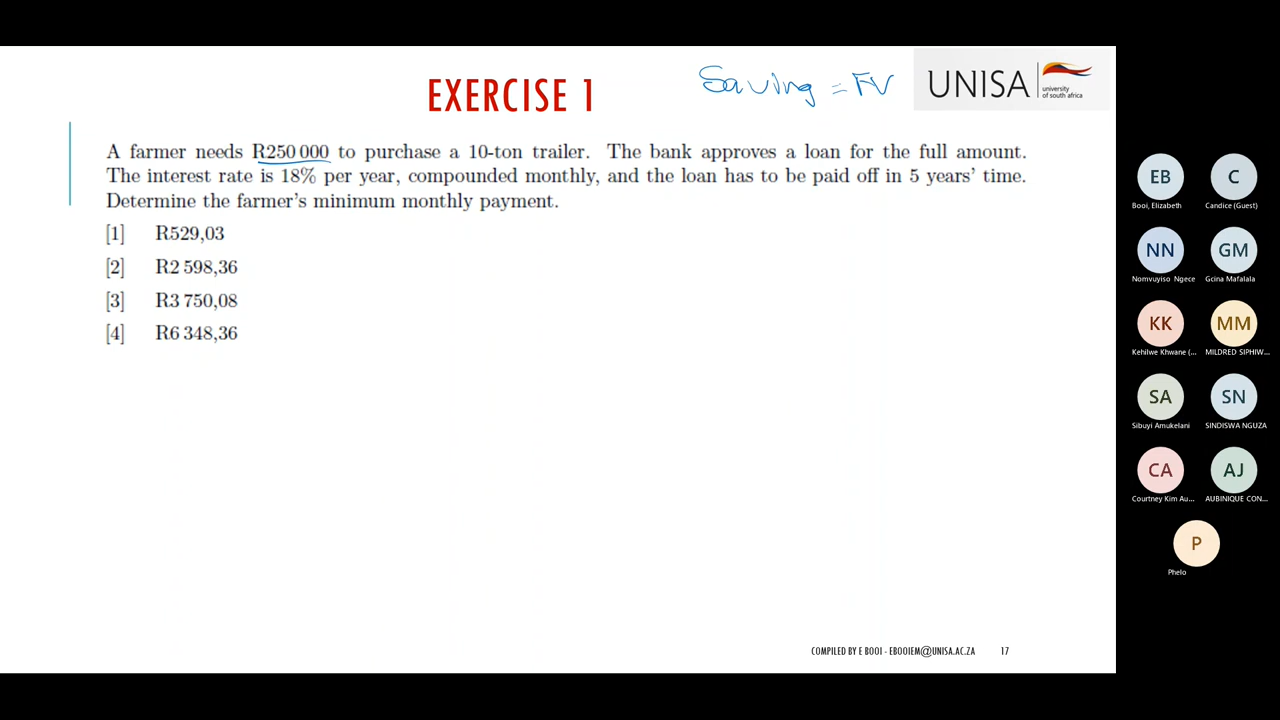 EXERCISE 1
Saving = FV
UNISA
university
of south africa
A farmer needs R250 000 to purchase a 10-ton trailer. The bank approves a loan for the full amount.
The interest rate is 18% per year, compounded monthly, and the loan has to be paid off in 5 years' time.
Determine the farmer's minimum monthly payment.
[1] R529,03
[2] R2 598,36
[3] R3 750,08
[4] R6 348,36
COMPILED BY E BOOI - EBOOIEM@UNISA.AC.ZA 17
EB C
Booi, Elizabeth Candice (Guest)
NN GM
Nomvuyiso Ngece Gcina Mafalala
KK MM
Kehilwe Khwane (... MILDRED SIPHIW...
SA SN
Sibuyi Amukelani SINDISWA NGUZA
CA AJ
Courtney Kim Au... AUBINIQUE CON...
P
Phelo